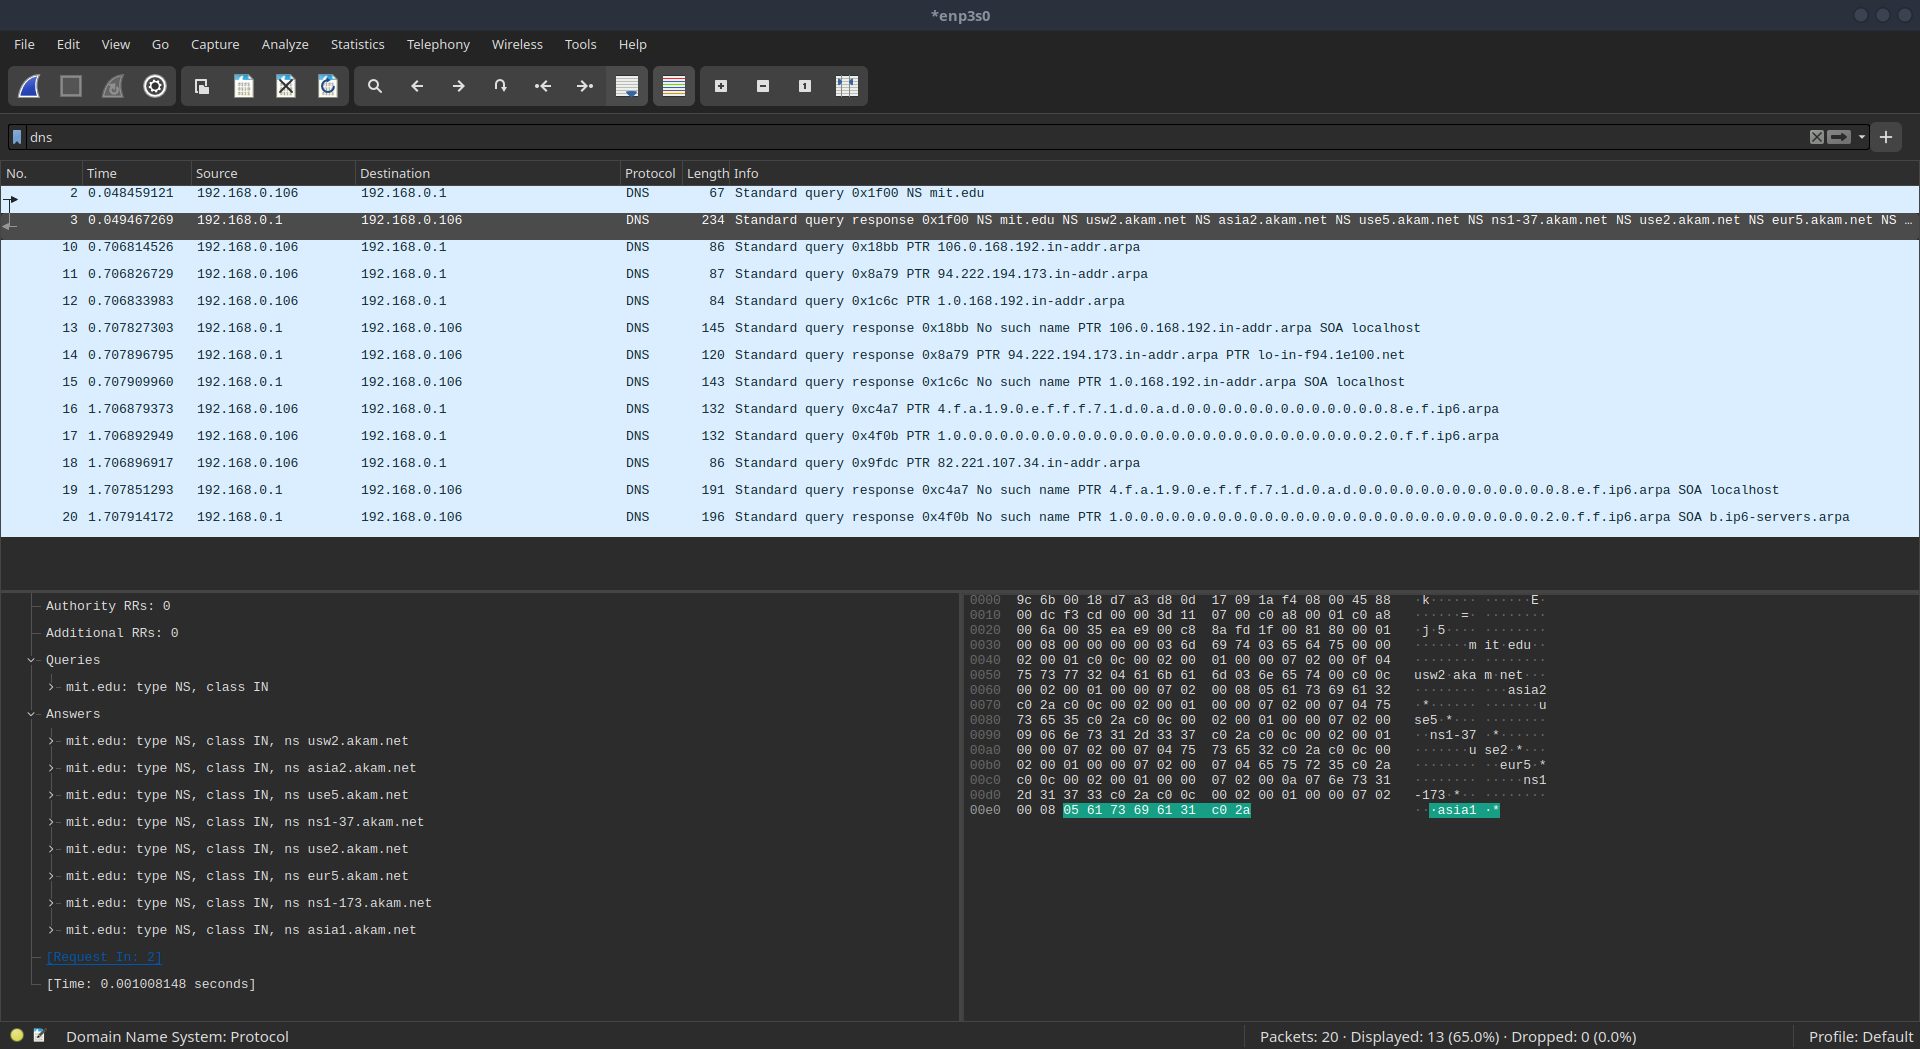 *enp3s0
File Edit View Go Capture Analyze Statistics Telephony Wireless Tools Help
dns
No. Time Source Destination Protocol Length Info
2 0.048459121 192.168.0.106 192.168.0.1 DNS 67 Standard query 0x1f00 NS mit.edu
3 0.049467269 192.168.0.1 192.168.0.106 DNS 234 Standard query response 0x1f00 NS mit.edu NS usw2.akam.net NS asia2.akam.net NS use5.akam.net NS ns1-37.akam.net NS use2.akam.net NS eur5.akam.net NS …
10 0.706814526 192.168.0.106 192.168.0.1 DNS 86 Standard query 0x18bb PTR 106.0.168.192.in-addr.arpa
11 0.706826729 192.168.0.106 192.168.0.1 DNS 87 Standard query 0x8a79 PTR 94.222.194.173.in-addr.arpa
12 0.706833983 192.168.0.106 192.168.0.1 DNS 84 Standard query 0x1c6c PTR 1.0.168.192.in-addr.arpa
13 0.707827303 192.168.0.1 192.168.0.106 DNS 145 Standard query response 0x18bb No such name PTR 106.0.168.192.in-addr.arpa SOA localhost
14 0.707896795 192.168.0.1 192.168.0.106 DNS 120 Standard query response 0x8a79 PTR 94.222.194.173.in-addr.arpa PTR lo-in-f94.1e100.net
15 0.707909960 192.168.0.1 192.168.0.106 DNS 143 Standard query response 0x1c6c No such name PTR 1.0.168.192.in-addr.arpa SOA localhost
16 1.706879373 192.168.0.106 192.168.0.1 DNS 132 Standard query 0xc4a7 PTR 4.f.a.1.9.0.e.f.f.f.7.1.d.0.a.d.0.0.0.0.0.0.0.0.0.0.0.0.0.8.e.f.ip6.arpa
17 1.706892949 192.168.0.106 192.168.0.1 DNS 132 Standard query 0x4f0b PTR 1.0.0.0.0.0.0.0.0.0.0.0.0.0.0.0.0.0.0.0.0.0.0.0.0.0.0.0.2.0.f.f.ip6.arpa
18 1.706896917 192.168.0.106 192.168.0.1 DNS 86 Standard query 0x9fdc PTR 82.221.107.34.in-addr.arpa
19 1.707851293 192.168.0.1 192.168.0.106 DNS 191 Standard query response 0xc4a7 No such name PTR 4.f.a.1.9.0.e.f.f.f.7.1.d.0.a.d.0.0.0.0.0.0.0.0.0.0.0.0.0.8.e.f.ip6.arpa SOA localhost
20 1.707914172 192.168.0.1 192.168.0.106 DNS 196 Standard query response 0x4f0b No such name PTR 1.0.0.0.0.0.0.0.0.0.0.0.0.0.0.0.0.0.0.0.0.0.0.0.0.0.0.0.2.0.f.f.ip6.arpa SOA b.ip6-servers.arpa
Authority RRs: 0
Additional RRs: 0
Queries
mit.edu: type NS, class IN
Answers
mit.edu: type NS, class IN, ns usw2.akam.net
mit.edu: type NS, class IN, ns asia2.akam.net
mit.edu: type NS, class IN, ns use5.akam.net
mit.edu: type NS, class IN, ns ns1-37.akam.net
mit.edu: type NS, class IN, ns use2.akam.net
mit.edu: type NS, class IN, ns eur5.akam.net
mit.edu: type NS, class IN, ns ns1-173.akam.net
mit.edu: type NS, class IN, ns asia1.akam.net
[Request In: 2]
[Time: 0.001008148 seconds]
0000 9c 6b 00 18 d7 a3 d8 0d 17 09 1a f4 08 00 45 88 ·k······ ······E·
0010 00 dc f3 cd 00 00 3d 11 07 00 c0 a8 00 01 c0 a8 ······=· ········
0020 00 6a 00 35 ea e9 00 c8 8a fd 1f 00 81 80 00 01 ·j·5···· ········
0030 00 08 00 00 00 00 03 6d 69 74 03 65 64 75 00 00 ·······m it·edu··
0040 02 00 01 c0 0c 00 02 00 01 00 00 07 02 00 0f 04 ········ ········
0050 75 73 77 32 04 61 6b 61 6d 03 6e 65 74 00 c0 0c usw2·aka m·net···
0060 00 02 00 01 00 00 07 02 00 08 05 61 73 69 61 32 ········ ···asia2
0070 c0 2a c0 0c 00 02 00 01 00 00 07 02 00 07 04 75 ·*······ ·······u
0080 73 65 35 c0 2a c0 0c 00 02 00 01 00 00 07 02 00 se5·*··· ········
0090 09 06 6e 73 31 2d 33 37 c0 2a c0 0c 00 02 00 01 ··ns1-37 ·*······
00a0 00 00 07 02 00 07 04 75 73 65 32 c0 2a c0 0c 00 ·······u se2·*···
00b0 02 00 01 00 00 07 02 00 07 04 65 75 72 35 c0 2a ········ ··eur5·*
00c0 c0 0c 00 02 00 01 00 00 07 02 00 0a 07 6e 73 31 ········ ·····ns1
00d0 2d 31 37 33 c0 2a c0 0c 00 02 00 01 00 00 07 02 -173·*·· ········
00e0 00 08 05 61 73 69 61 31 c0 2a ···asia1 ·*
Domain Name System: Protocol
Packets: 20 · Displayed: 13 (65.0%) · Dropped: 0 (0.0%)
Profile: Default